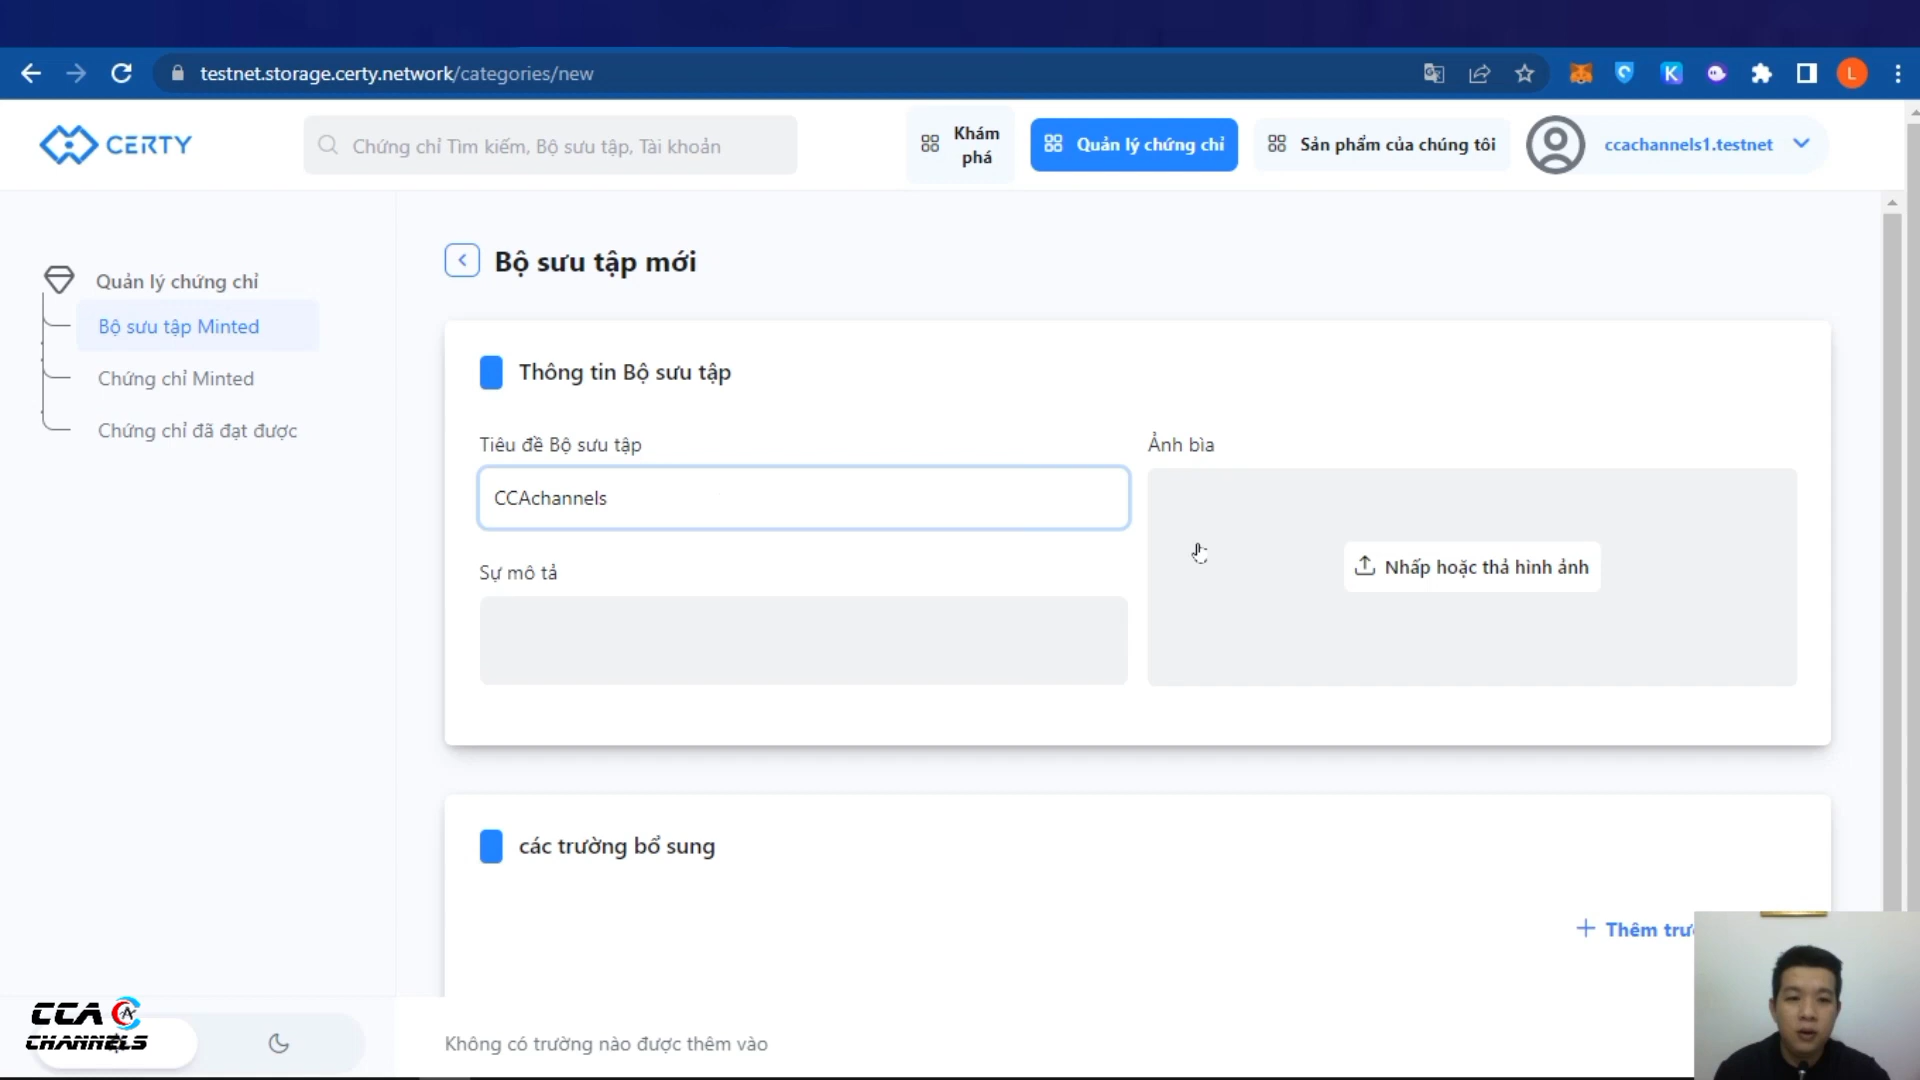 testnet.storage.certy.network/categories/new
K
L
CERTY
Chứng chỉ Tìm kiếm, Bộ sưu tập, Tài khoản
Khám
phá
Quản lý chứng chỉ
Sản phẩm của chúng tôi
ccachannels1.testnet
Quản lý chứng chỉ
Bộ sưu tập Minted
Chứng chỉ Minted
Chứng chỉ đã đạt được
Bộ sưu tập mới
Thông tin Bộ sưu tập
Tiêu đề Bộ sưu tập
Ảnh bìa
CCAchannels
Nhấp hoặc thả hình ảnh
Sự mô tả
các trường bổ sung
Thêm
CCA
CHANNELS
Không có trường nào được thêm vào